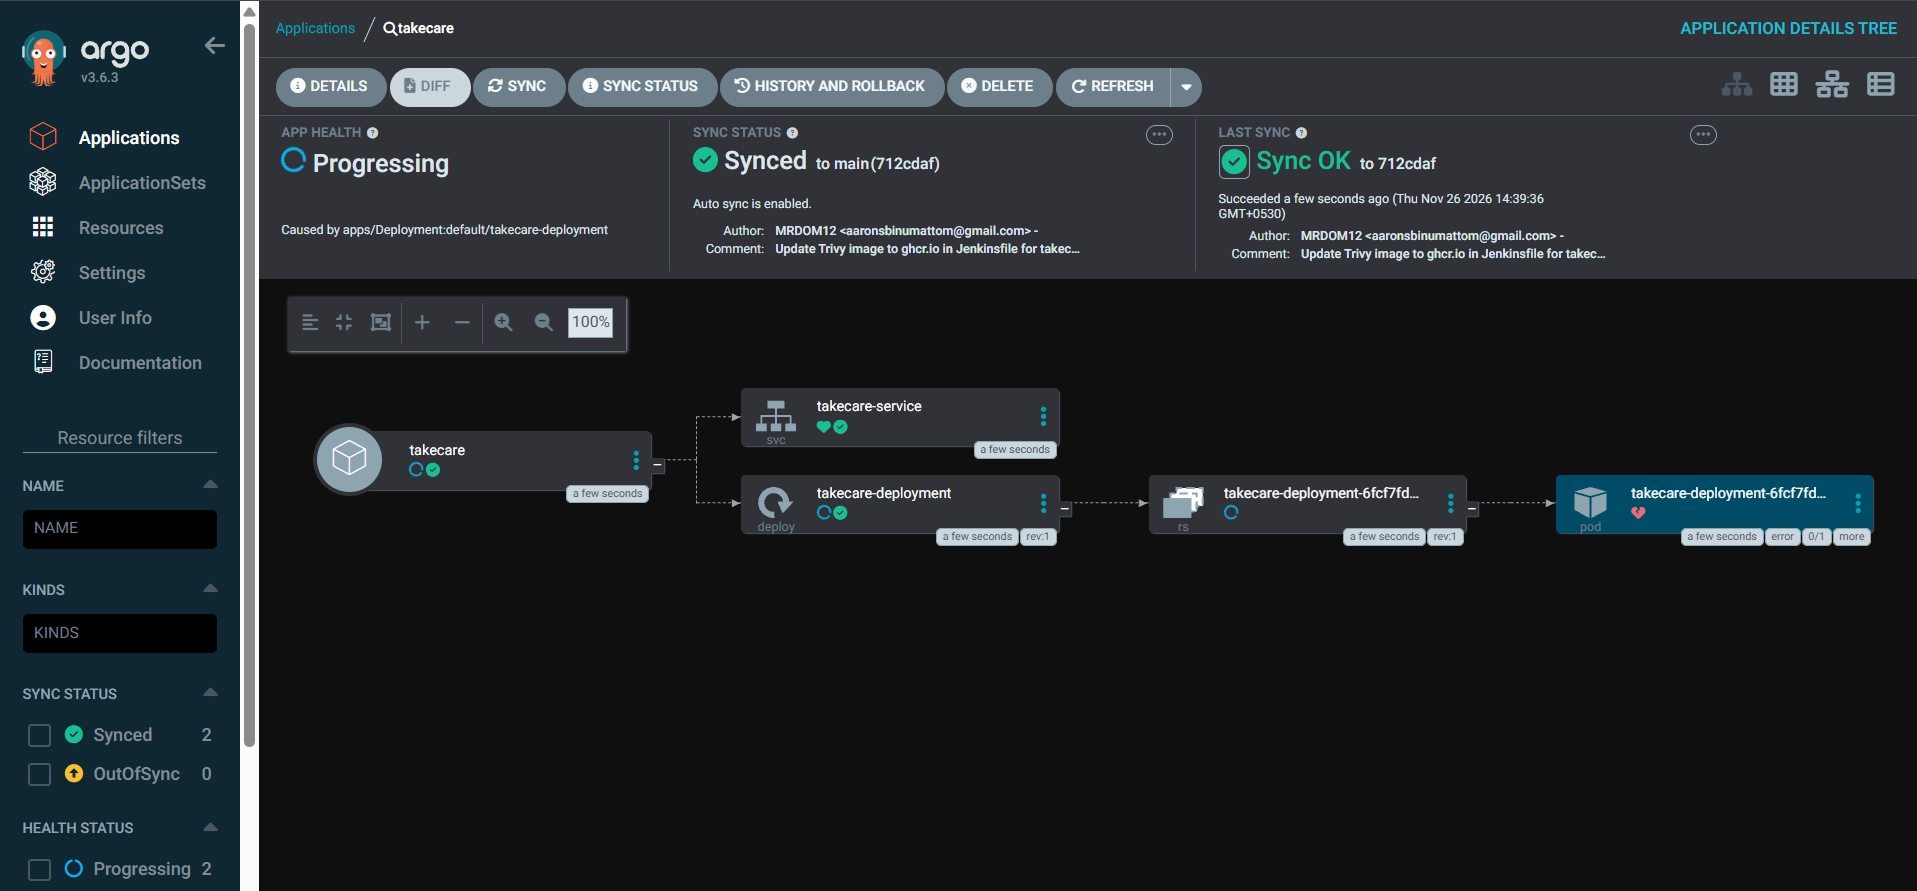 argo
v3.6.3
Applications
ApplicationSets
Resources
Settings
User Info
Documentation
Resource filters
NAME
NAME
KINDS
KINDS
SYNC STATUS
Synced 2
OutOfSync 0
HEALTH STATUS
Progressing 2
Applications / takecare
APPLICATION DETAILS TREE
DETAILS DIFF SYNC SYNC STATUS HISTORY AND ROLLBACK DELETE REFRESH
APP HEALTH
Progressing
Caused by apps/Deployment:default/takecare-deployment
SYNC STATUS
Synced to main (712cdaf)
Auto sync is enabled.
Author: MRDOM12 <aaronsbinumattom@gmail.com> -
Comment: Update Trivy image to ghcr.io in Jenkinsfile for takec...
LAST SYNC
Sync OK to 712cdaf
Succeeded a few seconds ago (Thu Nov 26 2026 14:39:36
GMT+0530)
Author: MRDOM12 <aaronsbinumattom@gmail.com> -
Comment: Update Trivy image to ghcr.io in Jenkinsfile for takec...
100%
takecare
a few seconds
takecare-service
svc
a few seconds
takecare-deployment
deploy
a few seconds rev:1
takecare-deployment-6fcf7fd...
rs
a few seconds rev:1
takecare-deployment-6fcf7fd...
pod
a few seconds error 0/1 more